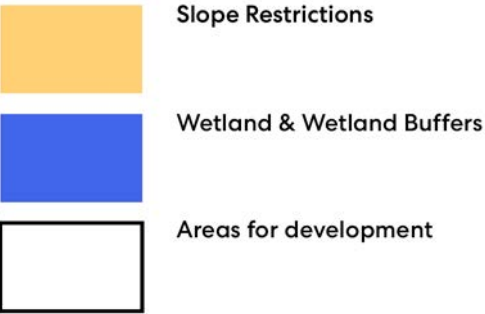 Slope Restrictions
Wetland & Wetland Buffers
Areas for development